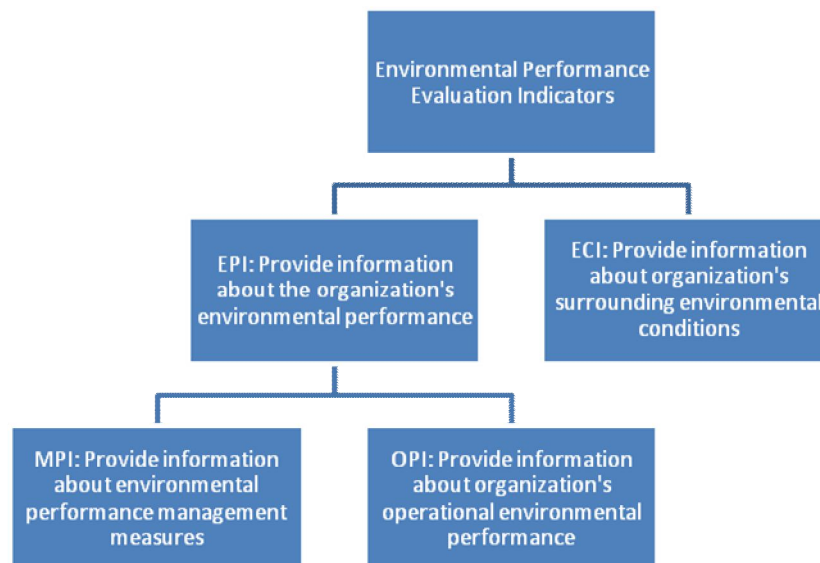 Environmental Performance
Evaluation Indicators
EPI: Provide information
about the organization's
environmental performance
ECI: Provide information
about organization's
surrounding environmental
conditions
MPI: Provide information
about environmental
performance management
measures
OPI: Provide information
about organization's
operational environmental
performance